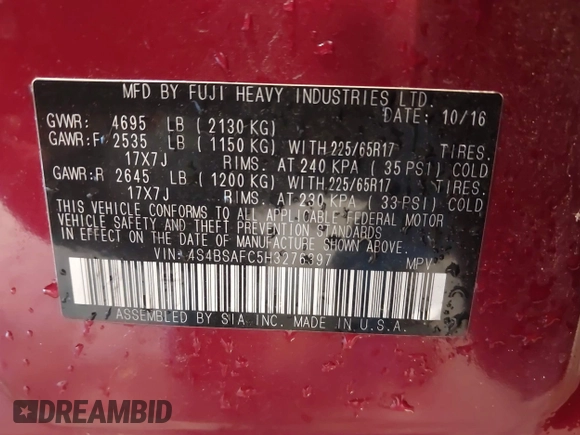 MFD BY FUJI HEAVY INDUSTRIES LTD.
DATE: 10/16
GVWR: 4695 LB (2130 KG)
GAWR:F 2535 LB (1150 KG) WITH 225/65R17 TIRES.
17X7J RIMS. AT 240 KPA (35 PSI) COLD
GAWR:R 2645 LB (1200 KG) WITH 225/65R17 TIRES.
17X7J RIMS. AT 230 KPA (33 PSI) COLD
THIS VEHICLE CONFORMS TO ALL APPLICABLE FEDERAL MOTOR
VEHICLE SAFETY AND THEFT PREVENTION STANDARDS
IN EFFECT ON THE DATE OF MANUFACTURE SHOWN ABOVE.
VIN: 4S4BSAFC5H3276397 MPV
ASSEMBLED BY SIA INC. MADE IN U.S.A.
DREAMBID